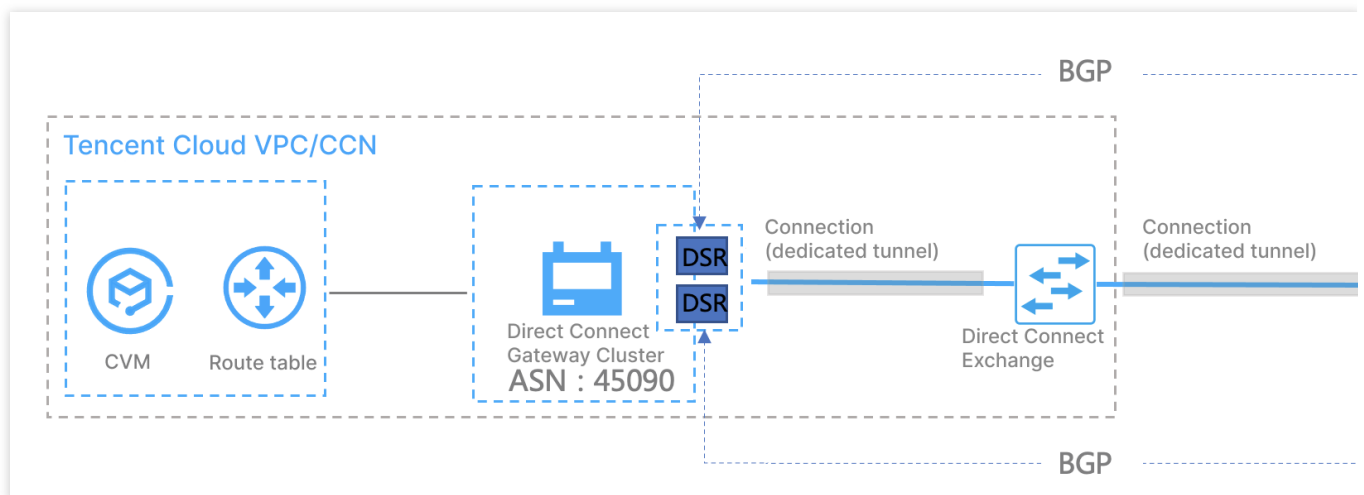 BGP
Tencent Cloud VPC/CCN
Connection
(dedicated tunnel)
Connection
(dedicated tunnel)
DSR
DSR
Direct Connect
Gateway Cluster
ASN：45090
Direct Connect
Exchange
CVM
Route table
BGP